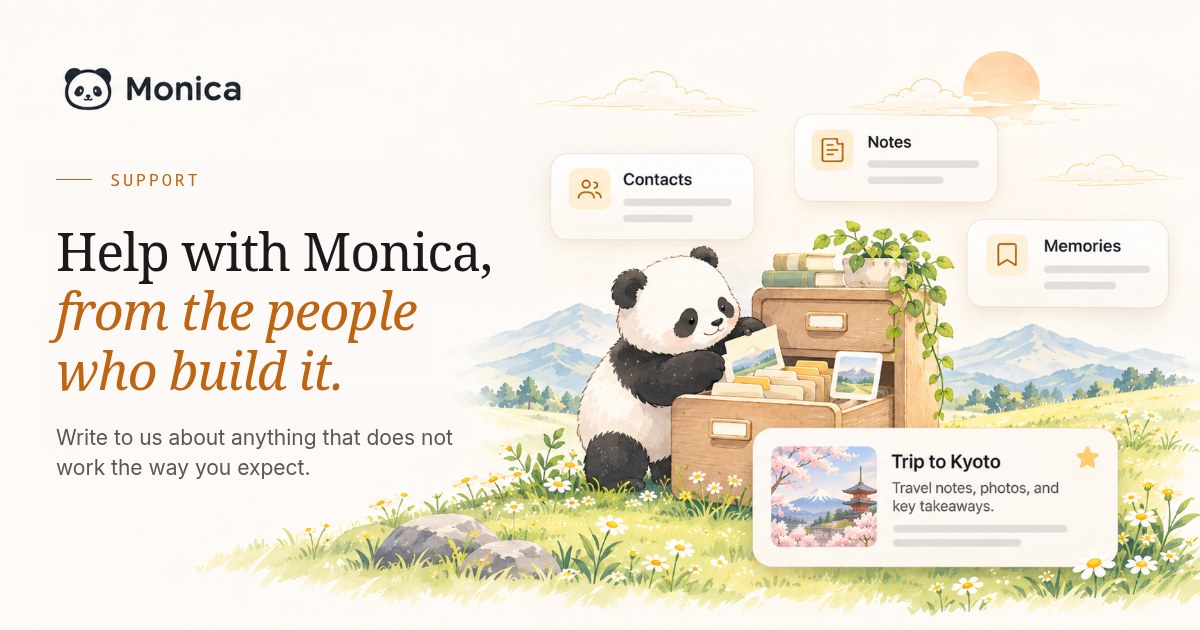 Monica
SUPPORT
Help with Monica,
from the people
who build it.
Write to us about anything that does not
work the way you expect.
Contacts
Notes
Memories
Trip to Kyoto
Travel notes, photos, and
key takeaways.